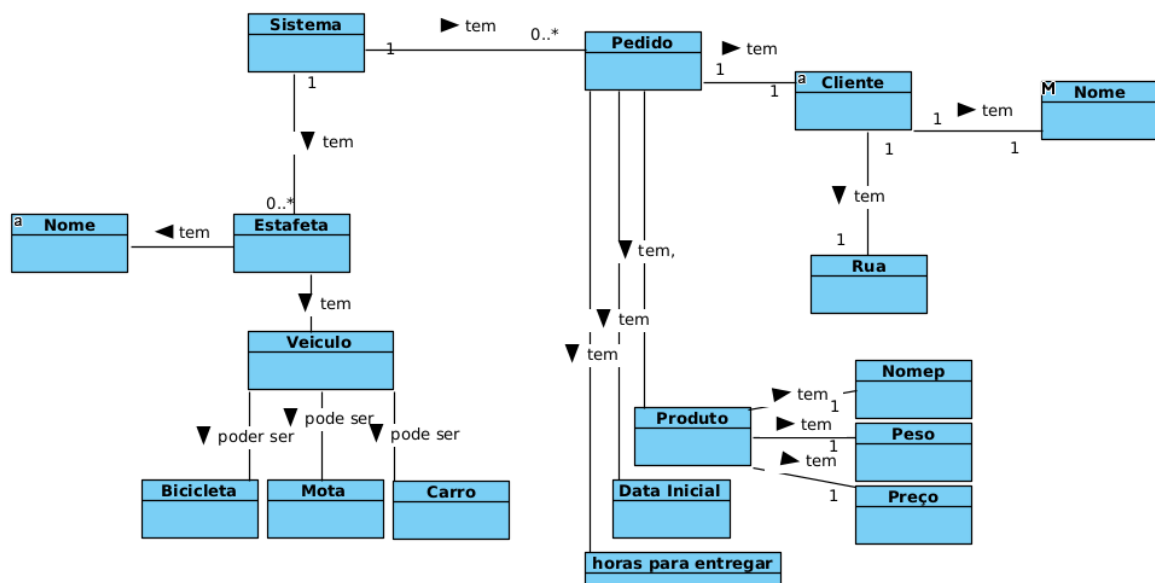 Sistema
tem
0..*
1
Pedido
tem
1
1
a
Cliente
M
Nome
tem
1
1
1
tem
0..*
1
tem
1
Rua
a
Nome
tem
Estafeta
tem
tem,
tem
tem
Veiculo
poder ser
pode ser
pode ser
Bicicleta
Mota
Carro
Produto
tem
1
Nomep
tem
1
Peso
tem
1
Preço
Data Inicial
horas para entregar